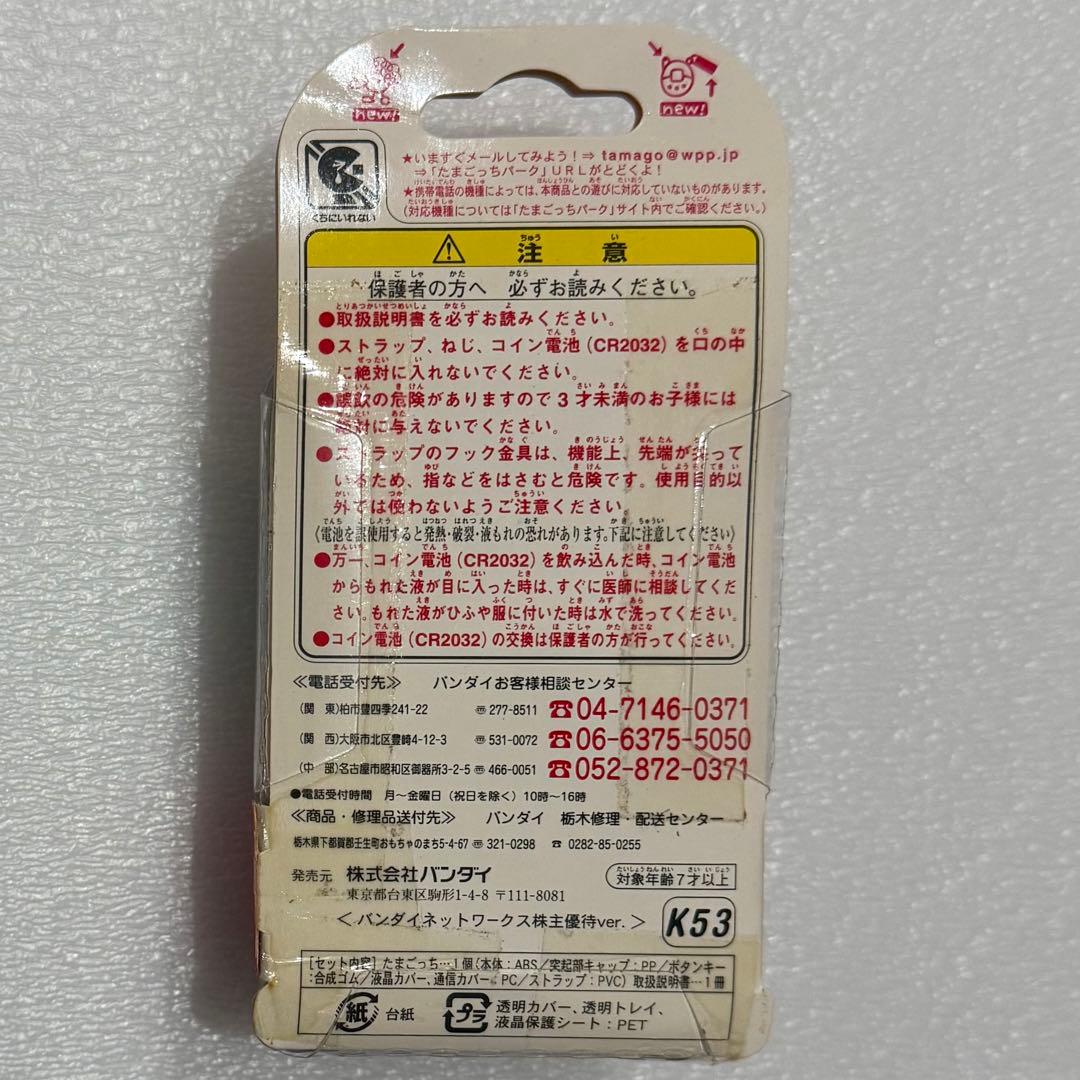 new!
new!
★いますぐメールしてみよう！⇒ tamago@wpp.jp
⇒「たまごっちパーク」URLがとどくよ！
★携帯電話の機種によっては、本商品との遊びに対応していないものがあります。
(対応機種については「たまごっちパーク」サイト内でご確認ください。)
くちにいれない
注意
保護者の方へ 必ずお読みください。
●取扱説明書を必ずお読みください。
●ストラップ、ねじ、コイン電池(CR2032)を口の中
に絶対に入れないでください。
●誤飲の危険がありますので3才未満のお子様には
絶対に与えないでください。
●ストラップのフック金具は、機能上、先端が尖って
いるため、指などをはさむと危険です。使用目的以
外では使わないようご注意ください。
〈電池を誤使用すると発熱・破裂・液もれの恐れがあります。下記に注意してください〉
●万一、コイン電池(CR2032)を飲み込んだ時、コイン電池
からもれた液が目に入った時は、すぐに医師に相談してくだ
さい。もれた液がひふや服に付いた時は水で洗ってください。
●コイン電池(CR2032)の交換は保護者の方が行ってください。
≪電話受付先≫ バンダイお客様相談センター
(関 東)柏市豊四季241-22 〒277-8511 ☎04-7146-0371
(関 西)大阪市北区豊崎4-12-3 〒531-0072 ☎06-6375-5050
(中 部)名古屋市昭和区御器所3-2-5 〒466-0051 ☎052-872-0371
●電話受付時間 月〜金曜日(祝日を除く)10時〜16時
≪商品・修理品送付先≫ バンダイ 栃木修理・配送センター
栃木県下都賀郡壬生町おもちゃのまち5-4-67 〒321-0298 ☎ 0282-85-0255
発売元 株式会社バンダイ
対象年齢7才以上
東京都台東区駒形1-4-8 〒111-8081
＜バンダイネットワークス株主優待ver.＞
K53
[セット内容]たまごっち…1個(本体:ABS/突起部キャップ:PP/ボタンキー
:合成ゴム/液晶カバー、通信カバー:PC/ストラップ:PVC)取扱説明書…1冊
紙 台紙
プラ 透明カバー、透明トレイ、
液晶保護シート:PET